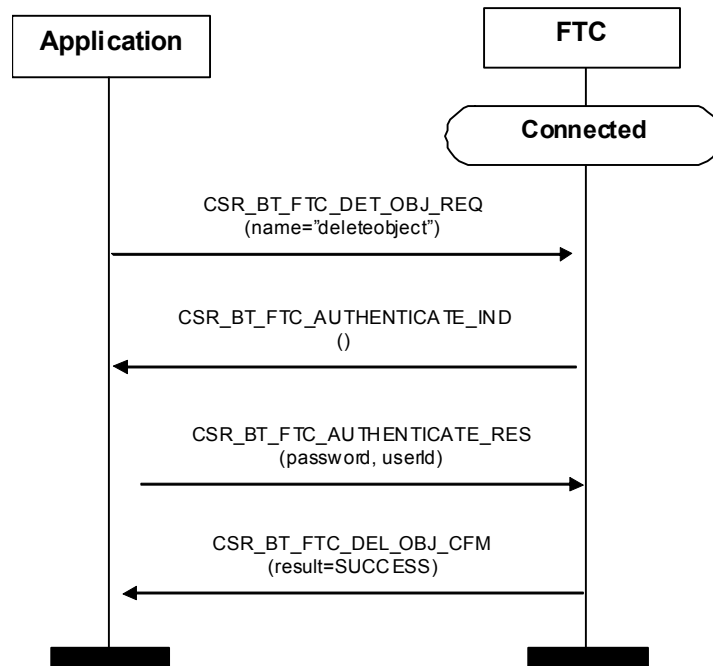 Application
FTC
Connected
CSR_BT_FTC_DET_OBJ_REQ
(name=”deleteobject”)
CSR_BT_FTC_AUTHENTICATE_IND
()
CSR_BT_FTC_AUTHENTICATE_RES
(password, userId)
CSR_BT_FTC_DEL_OBJ_CFM
(result=SUCCESS)